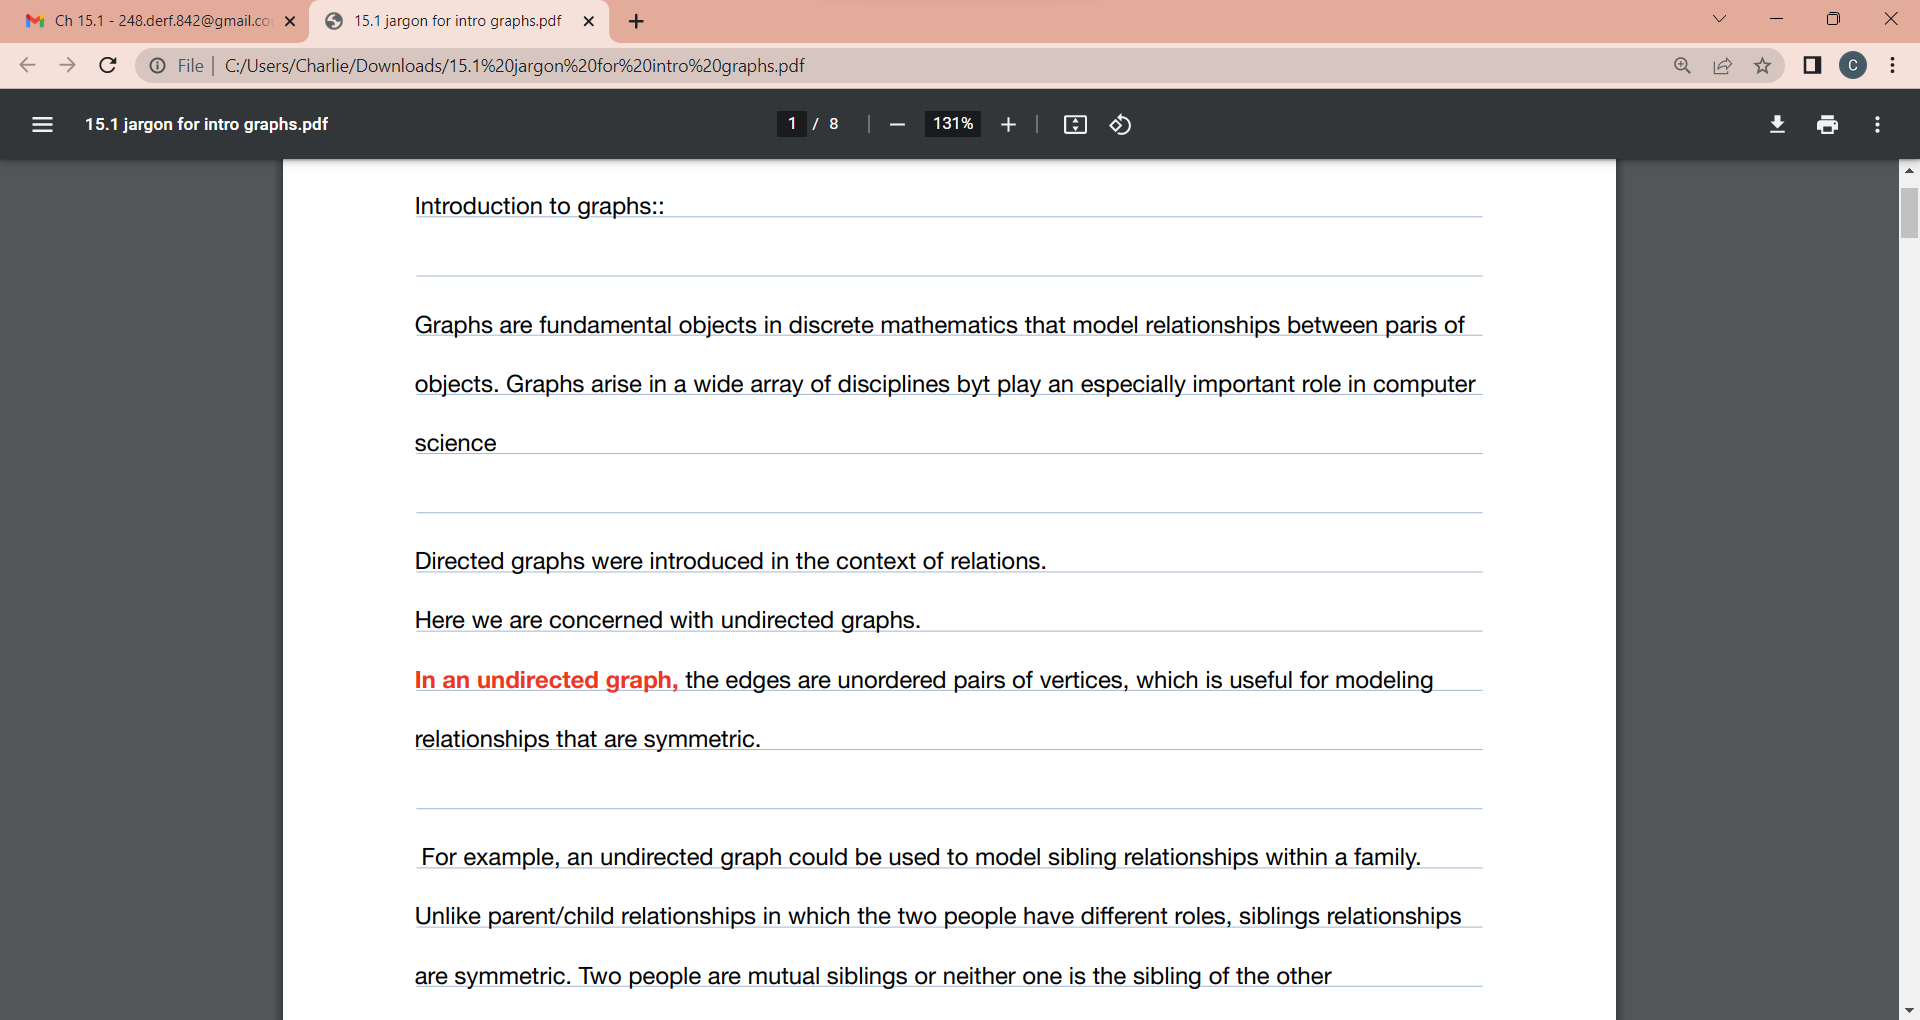 Ch 15.1 - 248.derf.842@gmail.co
15.1 jargon for intro graphs.pdf
File
C:/Users/Charlie/Downloads/15.1%20jargon%20for%20intro%20graphs.pdf
C
15.1 jargon for intro graphs.pdf
1 / 8
131%
Introduction to graphs::
Graphs are fundamental objects in discrete mathematics that model relationships between paris of
objects. Graphs arise in a wide array of disciplines byt play an especially important role in computer
science
Directed graphs were introduced in the context of relations.
Here we are concerned with undirected graphs.
In an undirected graph, the edges are unordered pairs of vertices, which is useful for modeling
relationships that are symmetric.
For example, an undirected graph could be used to model sibling relationships within a family.
Unlike parent/child relationships in which the two people have different roles, siblings relationships
are symmetric. Two people are mutual siblings or neither one is the sibling of the other